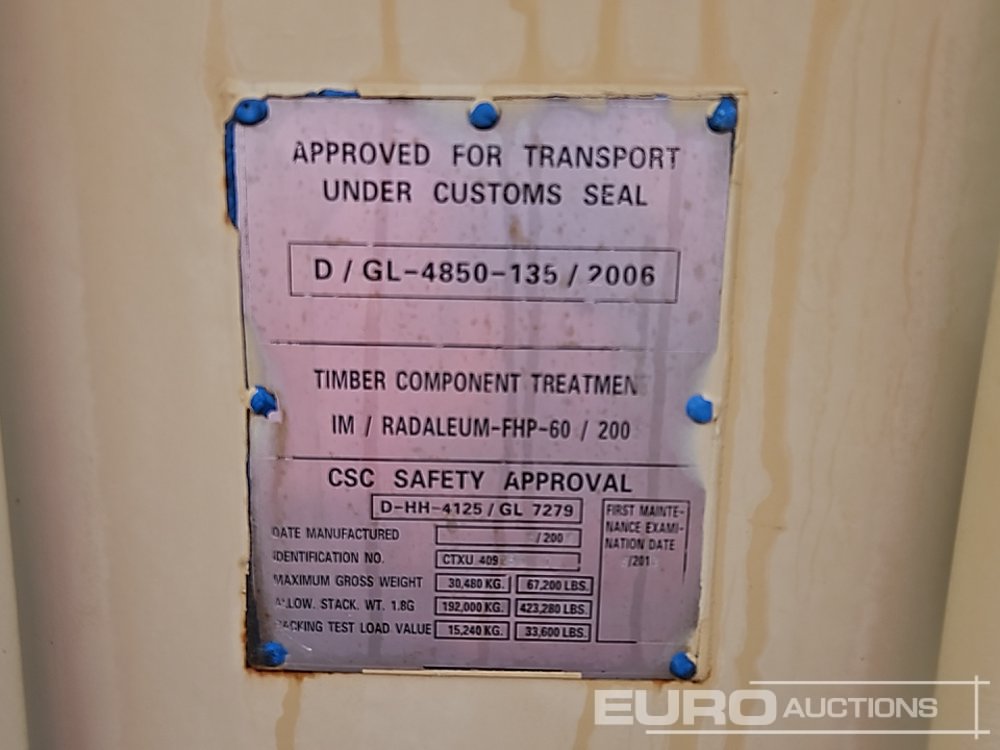 APPROVED FOR TRANSPORT
UNDER CUSTOMS SEAL
D / GL-4850-135 / 2006
TIMBER COMPONENT TREATMEN
IM / RADALEUM-FHP-60 / 200
CSC SAFETY APPROVAL
D-HH-4125 / GL 7279
DATE MANUFACTURED /200
IDENTIFICATION NO. CTXU 409
MAXIMUM GROSS WEIGHT 30,480 KG. 67,200 LBS.
ALLOW. STACK. WT. 1.8G 192,000 KG. 423,280 LBS.
RACKING TEST LOAD VALUE 15,240 KG. 33,600 LBS.
FIRST MAINTE-
NANCE EXAMI-
NATION DATE
/201
EURO AUCTIONS